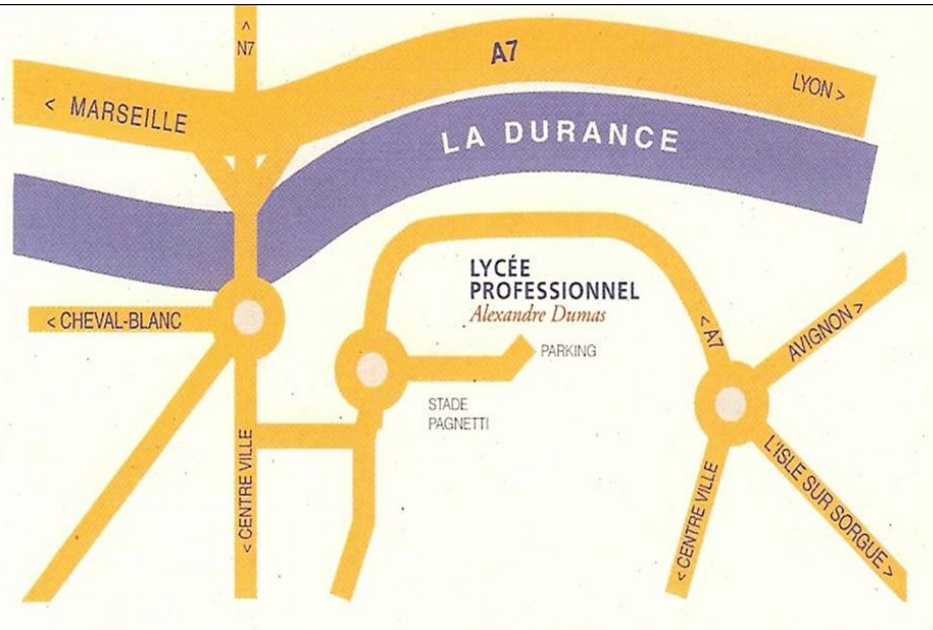 < N7
A7
LYON >
< MARSEILLE
LA DURANCE
LYCÉE
PROFESSIONNEL
Alexandre Dumas
< CHEVAL-BLANC
PARKING
< A7
AVIGNON >
STADE
PAGNETTI
< CENTRE VILLE
< CENTRE VILLE
L'ISLE SUR SORGUE >